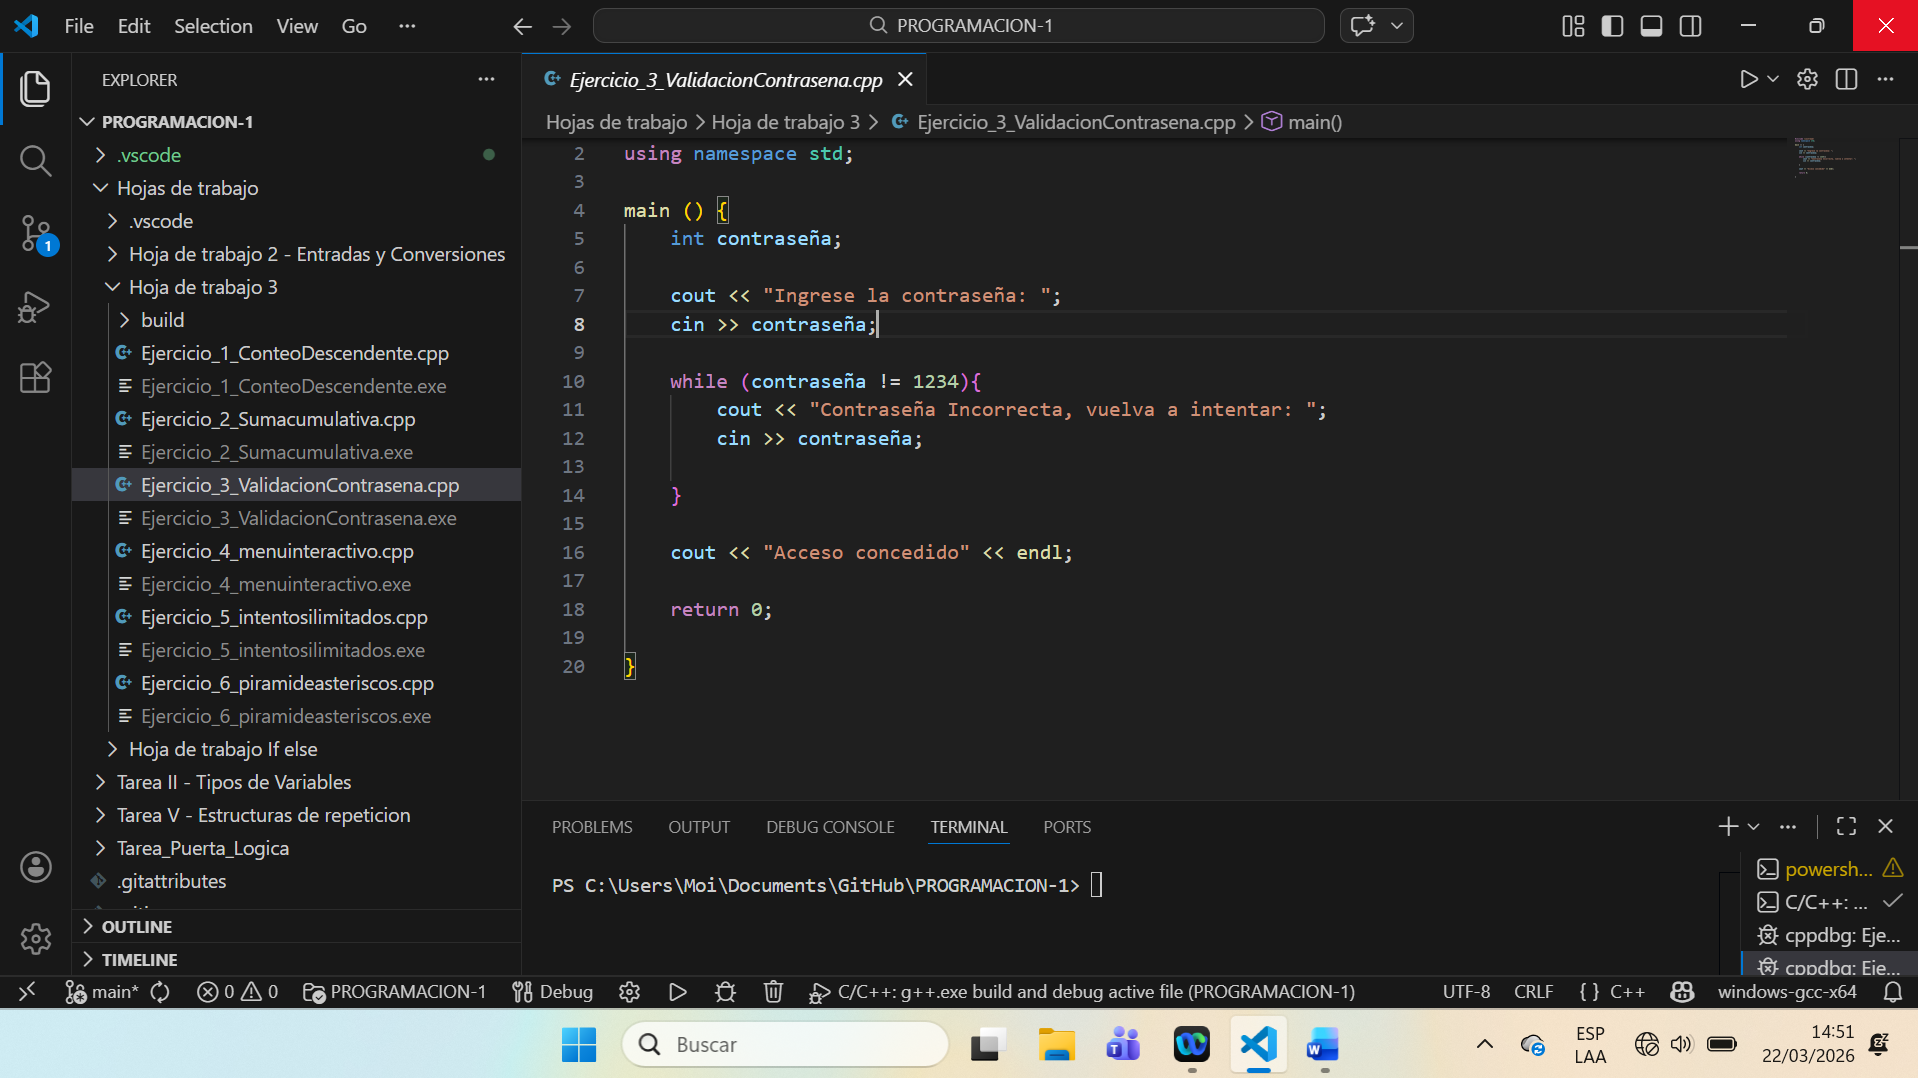 File Edit Selection View Go ···
PROGRAMACION-1
EXPLORER
PROGRAMACION-1
.vscode
Hojas de trabajo
.vscode
Hoja de trabajo 2 - Entradas y Conversiones
Hoja de trabajo 3
build
Ejercicio_1_ConteoDescendente.cpp
Ejercicio_1_ConteoDescendente.exe
Ejercicio_2_Sumacumulativa.cpp
Ejercicio_2_Sumacumulativa.exe
Ejercicio_3_ValidacionContrasena.cpp
Ejercicio_3_ValidacionContrasena.exe
Ejercicio_4_menuinteractivo.cpp
Ejercicio_4_menuinteractivo.exe
Ejercicio_5_intentosilimitados.cpp
Ejercicio_5_intentosilimitados.exe
Ejercicio_6_piramideasteriscos.cpp
Ejercicio_6_piramideasteriscos.exe
Hoja de trabajo If else
Tarea II - Tipos de Variables
Tarea V - Estructuras de repeticion
Tarea_Puerta_Logica
.gitattributes
OUTLINE
TIMELINE
1
Ejercicio_3_ValidacionContrasena.cpp
Hojas de trabajo > Hoja de trabajo 3 > Ejercicio_3_ValidacionContrasena.cpp > main()
2 using namespace std;
3
4 main () {
5 int contraseña;
6
7 cout << "Ingrese la contraseña: ";
8 cin >> contraseña;
9
10 while (contraseña != 1234){
11 cout << "Contraseña Incorrecta, vuelva a intentar: ";
12 cin >> contraseña;
13
14 }
15
16 cout << "Acceso concedido" << endl;
17
18 return 0;
19
20 }
PROBLEMS OUTPUT DEBUG CONSOLE TERMINAL PORTS
PS C:\Users\Moi\Documents\GitHub\PROGRAMACION-1>
powersh...
C/C++: ...
cppdbg: Eje...
cppdbg: Eje...
main* 0 0 PROGRAMACION-1 Debug C/C++: g++.exe build and debug active file (PROGRAMACION-1) UTF-8 CRLF { } C++ windows-gcc-x64
Buscar
ESP
LAA
14:51
22/03/2026